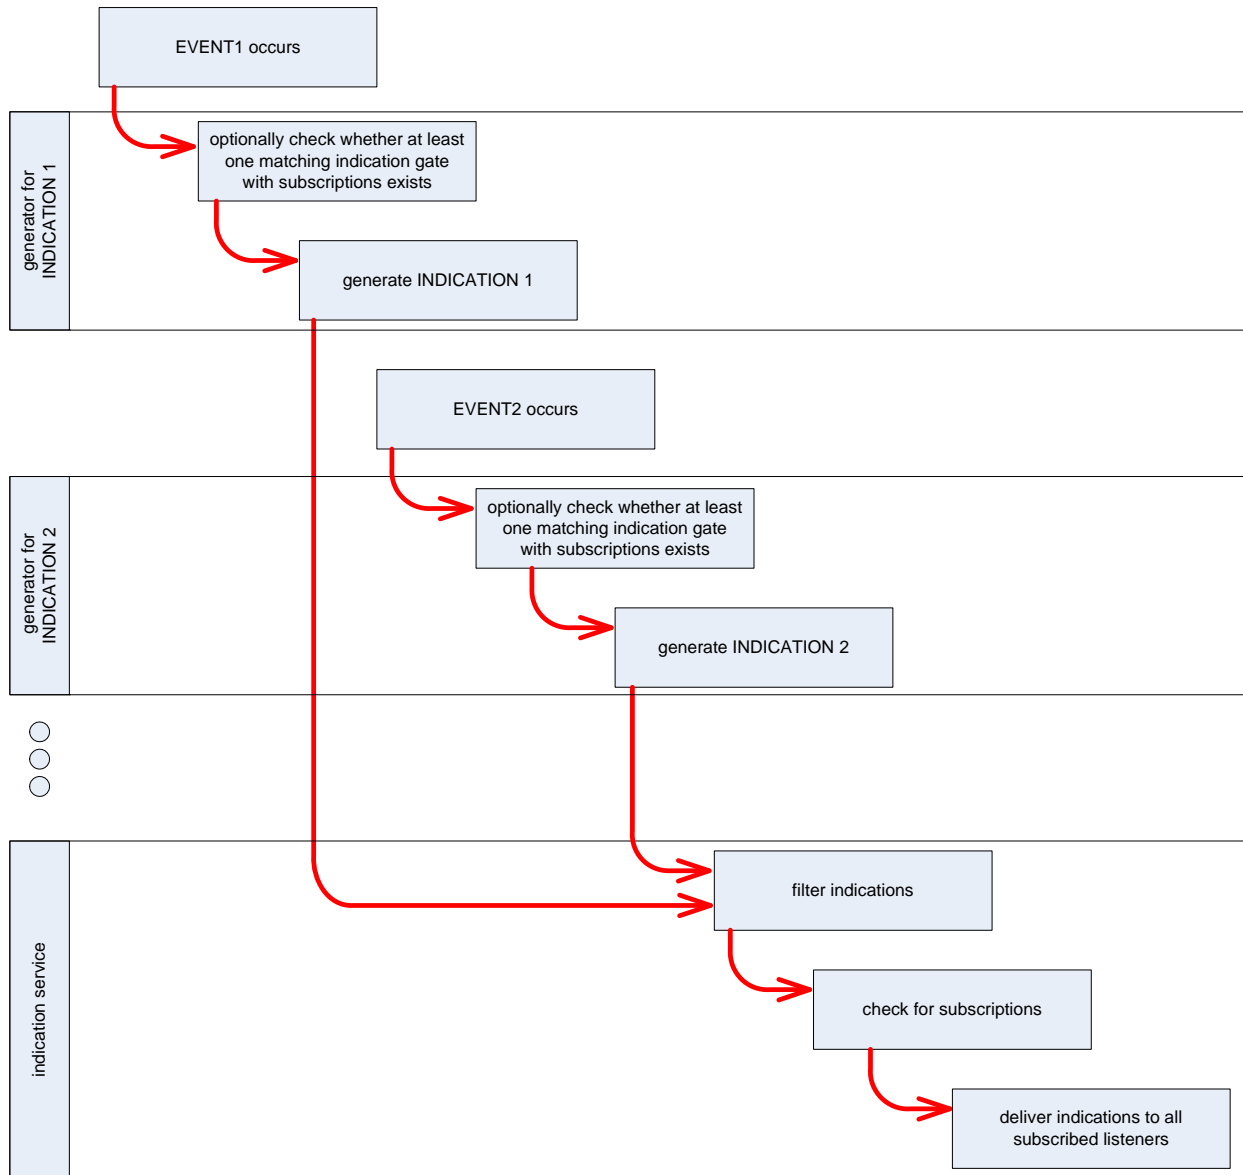 EVENT1 occurs
generator for
INDICATION 1
optionally check whether at least
one matching indication gate
with subscriptions exists
generate INDICATION 1
EVENT2 occurs
generator for
INDICATION 2
optionally check whether at least
one matching indication gate
with subscriptions exists
generate INDICATION 2
indication service
filter indications
check for subscriptions
deliver indications to all
subscribed listeners